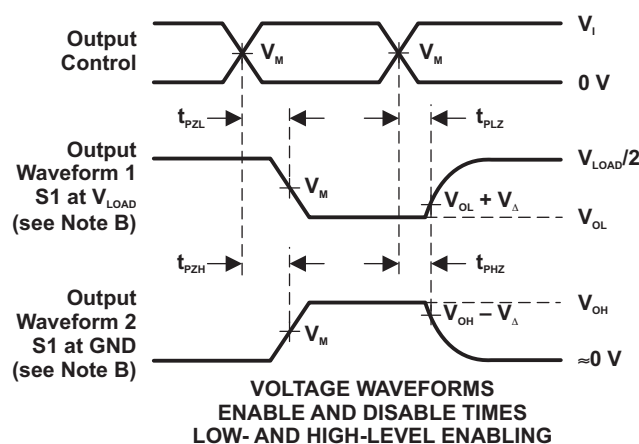 Output
Control
V_M
V_M
V_I
0 V
t_PZL
t_PLZ
Output
Waveform 1
S1 at V_LOAD
(see Note B)
V_M
V_OL + V_Δ
V_LOAD/2
V_OL
t_PZH
t_PHZ
Output
Waveform 2
S1 at GND
(see Note B)
V_M
V_OH − V_Δ
V_OH
≈0 V
VOLTAGE WAVEFORMS
ENABLE AND DISABLE TIMES
LOW- AND HIGH-LEVEL ENABLING